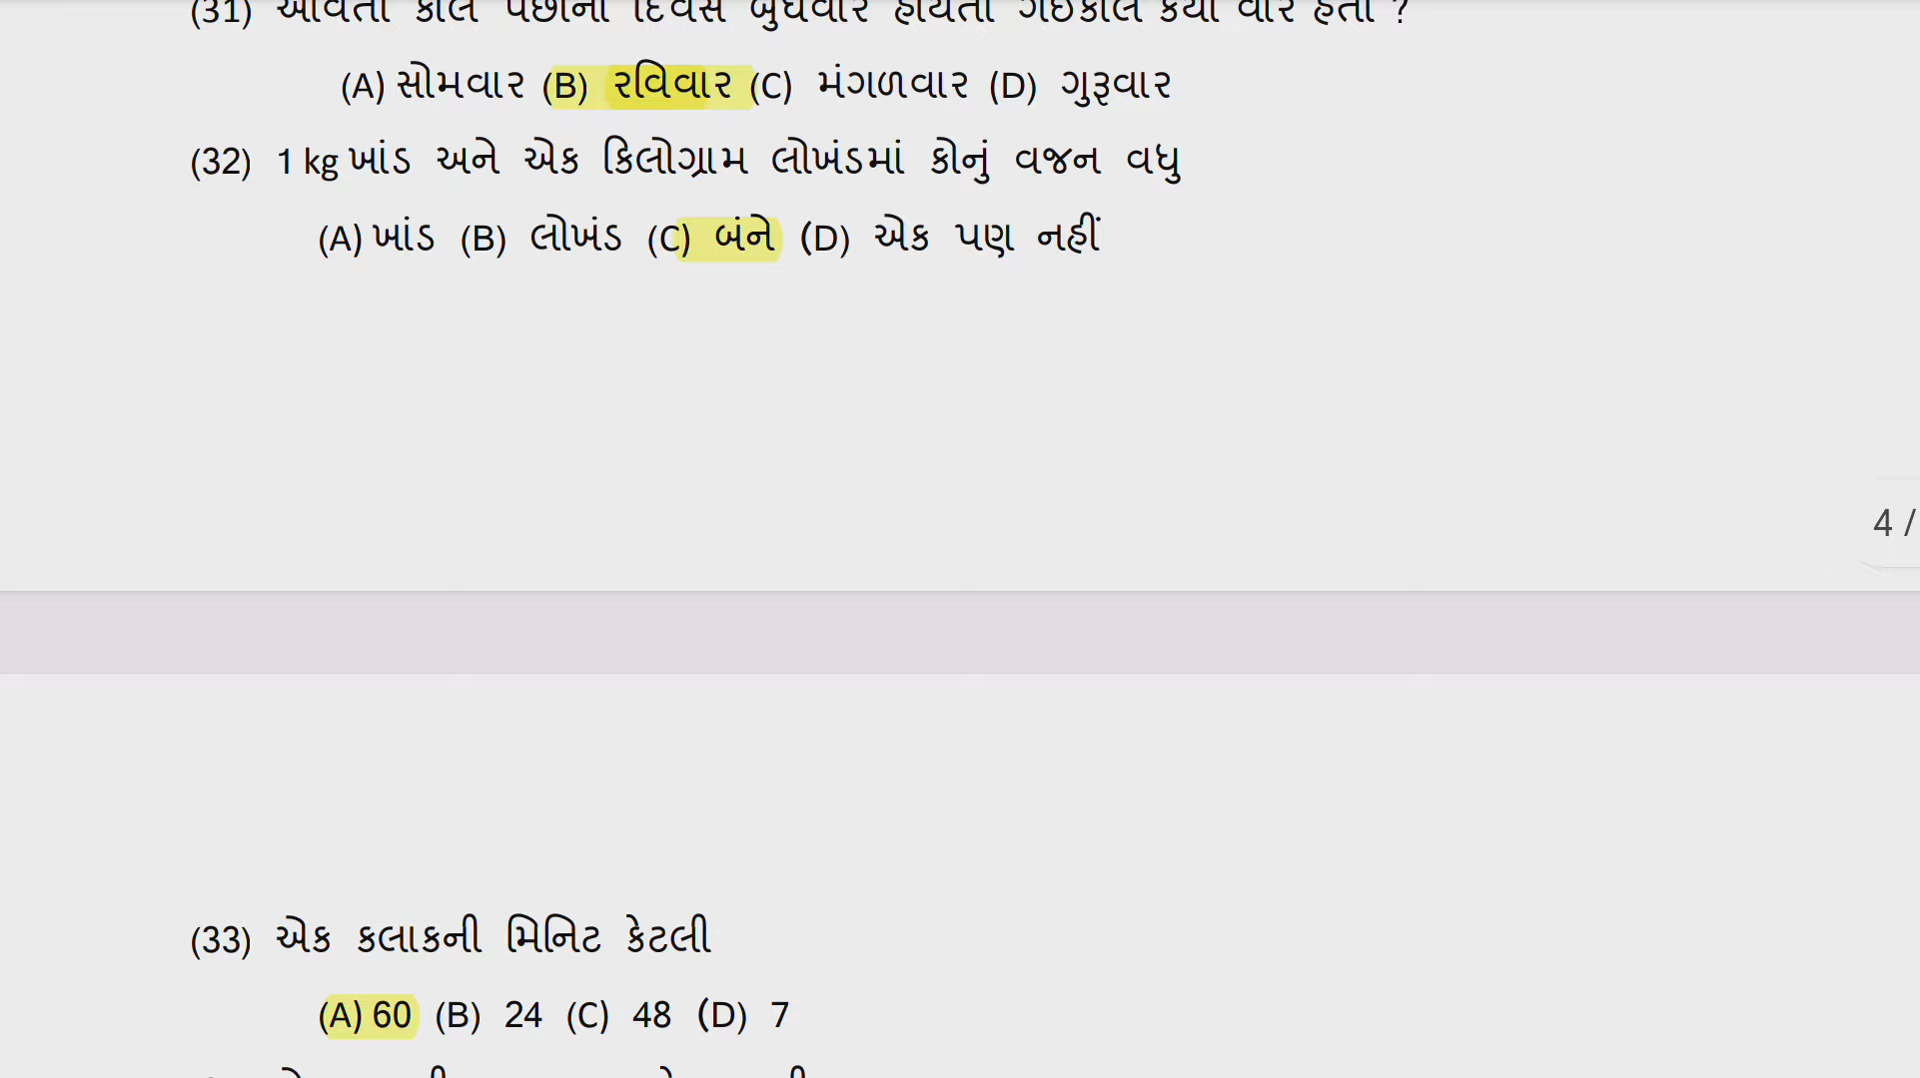 (31) આવતી કાલ પછીનો દિવસ બુધવાર હોયતો ગઈકાલે કયો વાર હતો ?
(A) સોમવાર (B) રવિવાર (C) મંગળવાર (D) ગુરૂવાર
(32) 1 kg ખાંડ અને એક કિલોગ્રામ લોખંડમાં કોનું વજન વધુ
(A) ખાંડ (B) લોખંડ (C) બંને (D) એક પણ નહીં
4 /
(33) એક કલાકની મિનિટ કેટલી
(A) 60 (B) 24 (C) 48 (D) 7